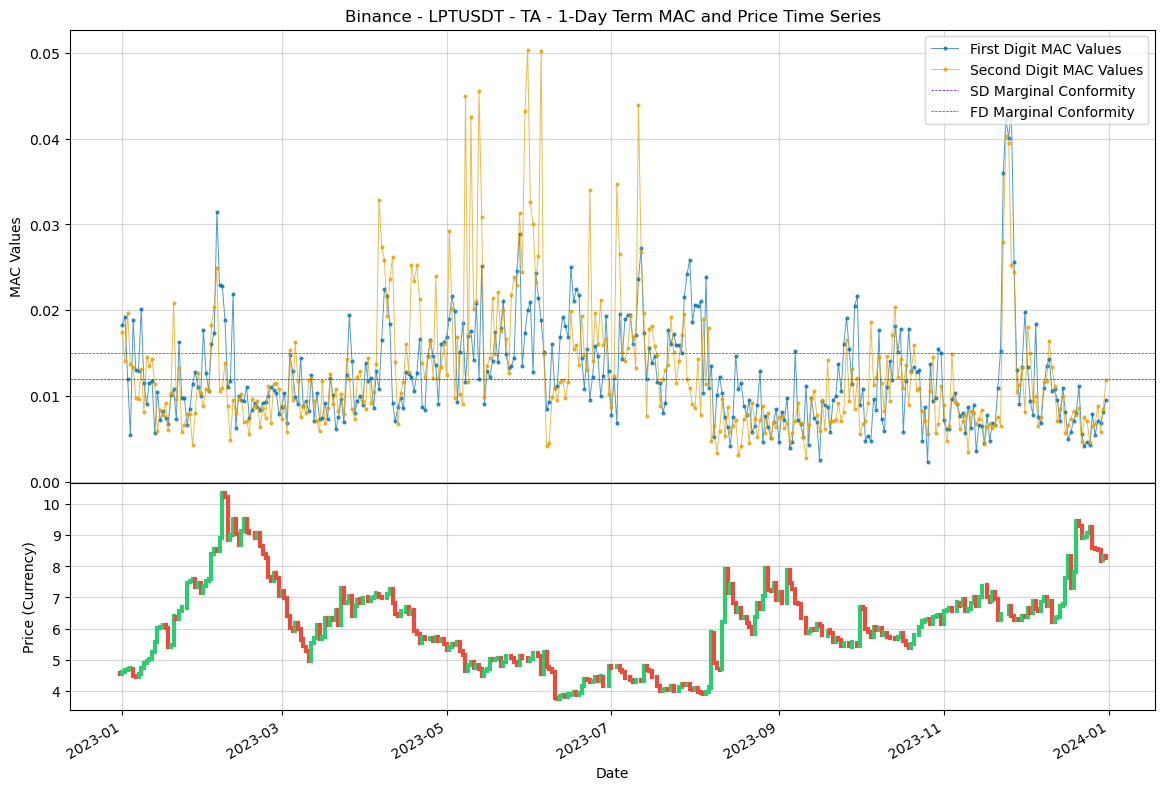 Binance - LPTUSDT - TA - 1-Day Term MAC and Price Time Series
First Digit MAC Values
Second Digit MAC Values
SD Marginal Conformity
FD Marginal Conformity
MAC Values
0.05
0.04
0.03
0.02
0.01
0.00
Price (Currency)
10
9
8
7
6
5
4
2023-01
2023-03
2023-05
2023-07
2023-09
2023-11
2024-01
Date